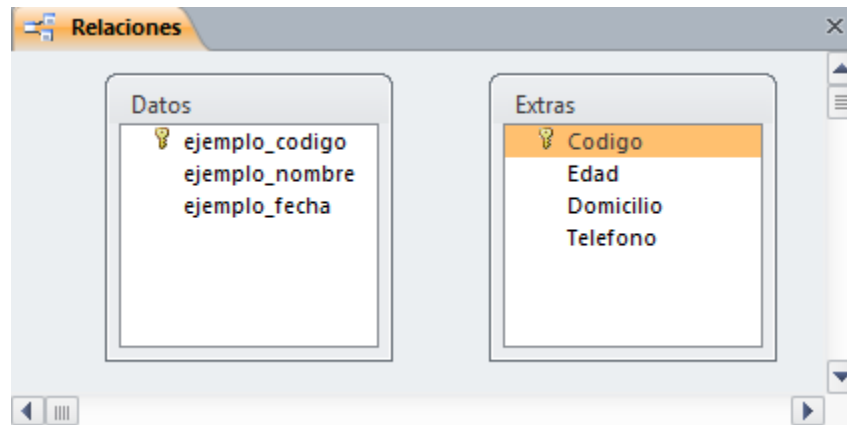 Relaciones
Datos
ejemplo_codigo
ejemplo_nombre
ejemplo_fecha
Extras
Codigo
Edad
Domicilio
Telefono